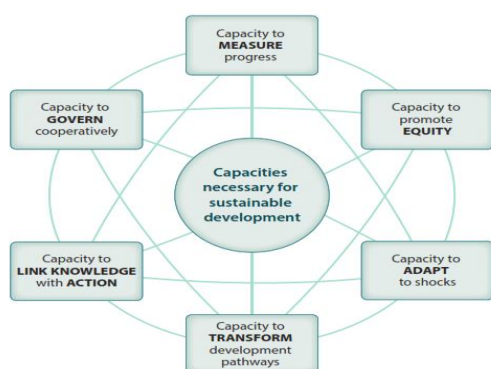 Capacity to
MEASURE
progress
Capacity to
GOVERN
cooperatively
Capacity to
promote
EQUITY
Capacities
necessary for
sustainable
development
Capacity to
LINK KNOWLEDGE
with ACTION
Capacity to
ADAPT
to shocks
Capacity to
TRANSFORM
development
pathways